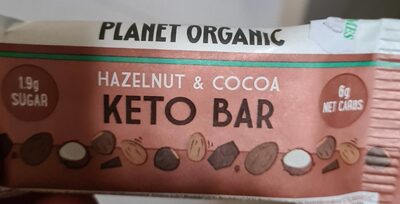 PLANET ORGANIC
1.9g
SUGAR
HAZELNUT & COCOA
KETO BAR
6g
NET CARBS